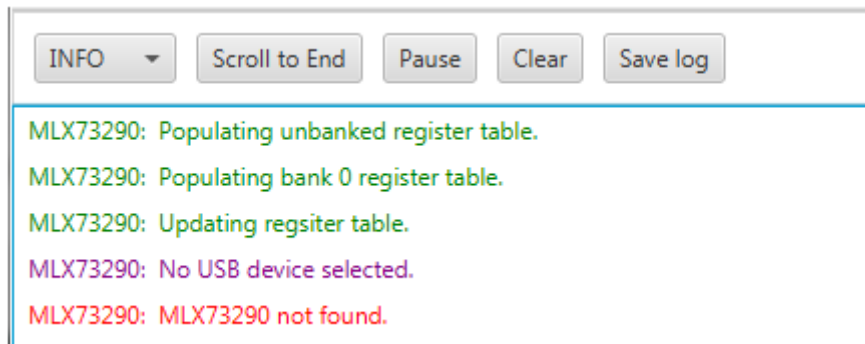 INFO Scroll to End Pause Clear Save log
MLX73290: Populating unbanked register table.
MLX73290: Populating bank 0 register table.
MLX73290: Updating regsiter table.
MLX73290: No USB device selected.
MLX73290: MLX73290 not found.